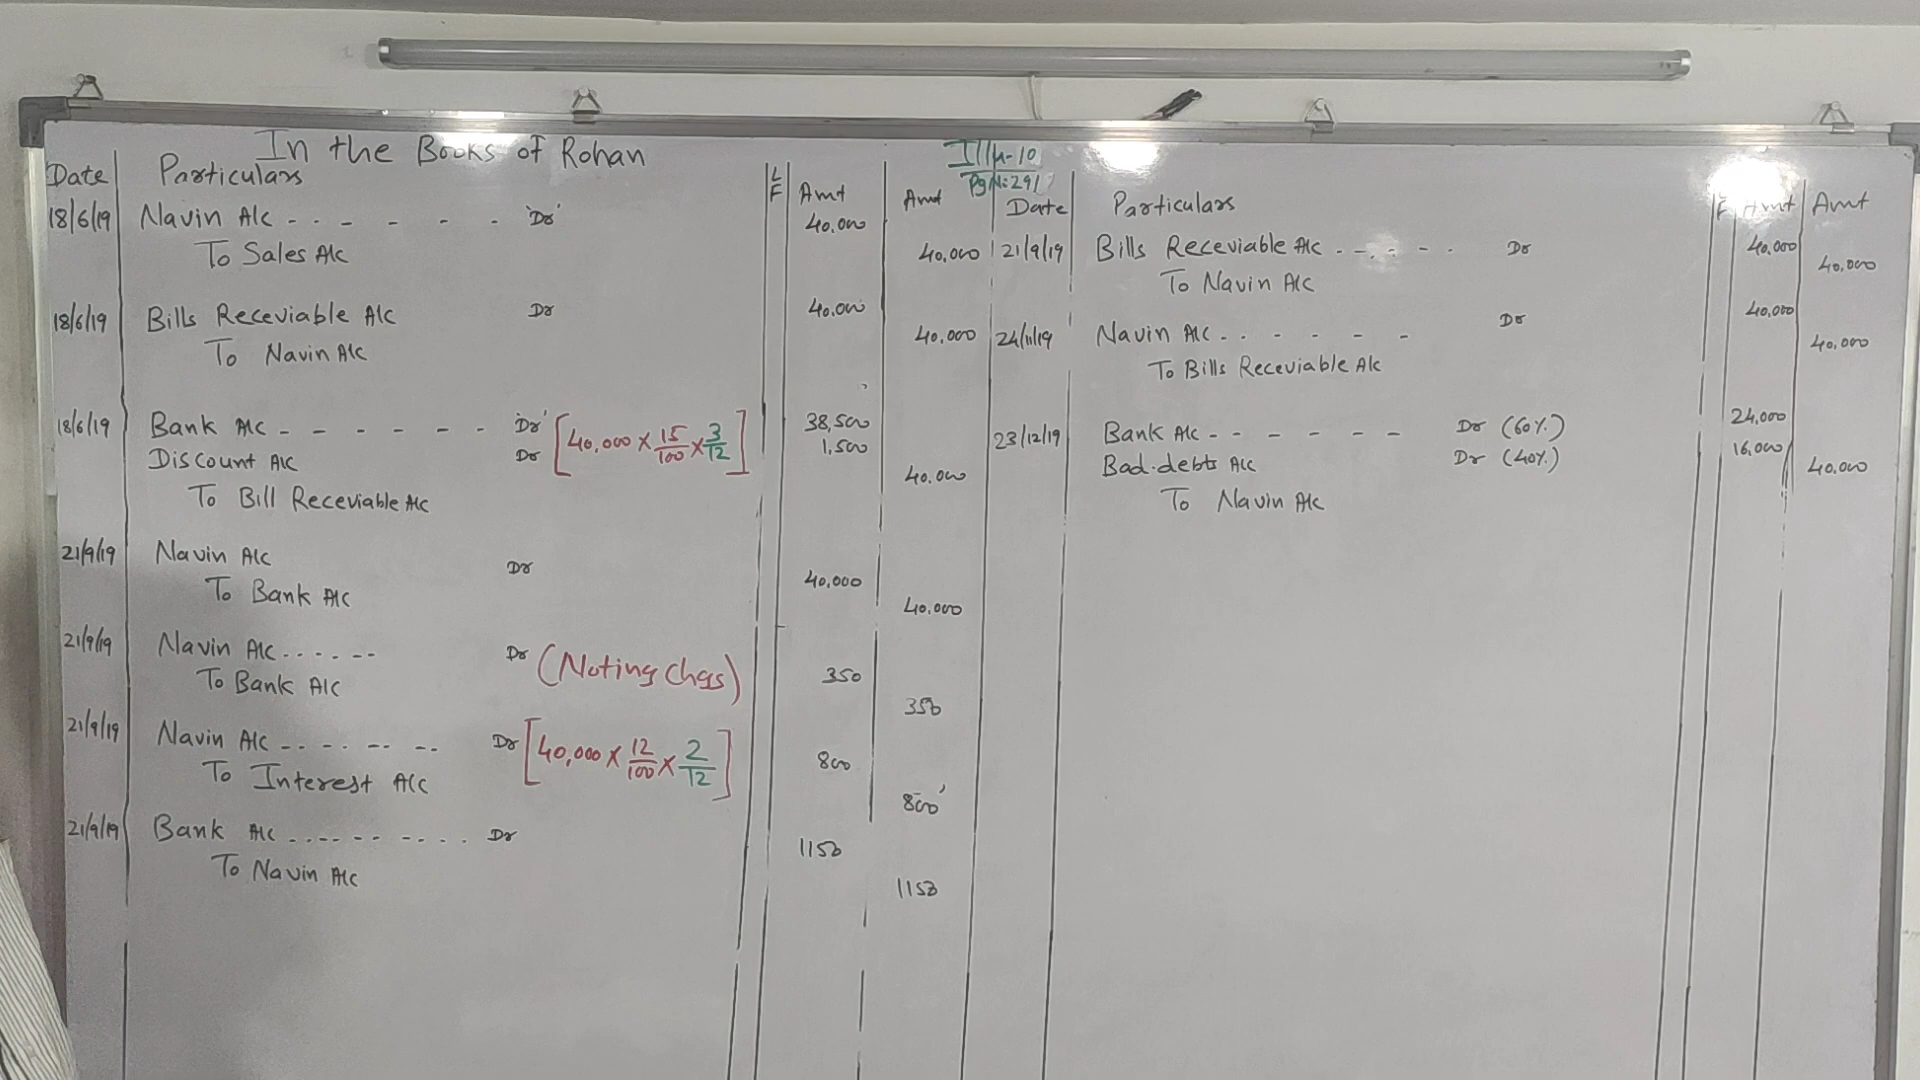 In the Books of Rohan
Illu-10
Pg N: 291
Date Particulars L F Amt Amt
18/6/19 Navin A/c - - - - - - - Dr 40,000
To Sales A/c 40,000
18/6/19 Bills Receviable A/c Dr 40,000
To Navin A/c 40,000
18/6/19 Bank A/c - - - - - - Dr [40,000 × 15/100 × 3/12] 38,500
Discount A/c Dr 1,500
To Bill Receviable A/c 40,000
21/9/19 Navin A/c Dr 40,000
To Bank A/c 40,000
21/9/19 Navin A/c - - - - - - Dr (Noting Chgs) 350
To Bank A/c 350
21/9/19 Navin A/c - - - - - - - - Dr [40,000 × 12/100 × 2/12] 800
To Interest A/c 800
21/9/19 Bank A/c - - - - - - - - - - Dr 1150
To Navin A/c 1150
Date Particulars F Amt Amt
21/9/19 Bills Receviable A/c - - - - - - Dr 40,000
To Navin A/c 40,000
24/11/19 Navin A/c - - - - - - Dr 40,000
To Bills Receviable A/c 40,000
23/12/19 Bank A/c - - - - - - Dr (60%) 24,000
Bad.debts A/c Dr (40%) 16,000
To Navin A/c 40,000